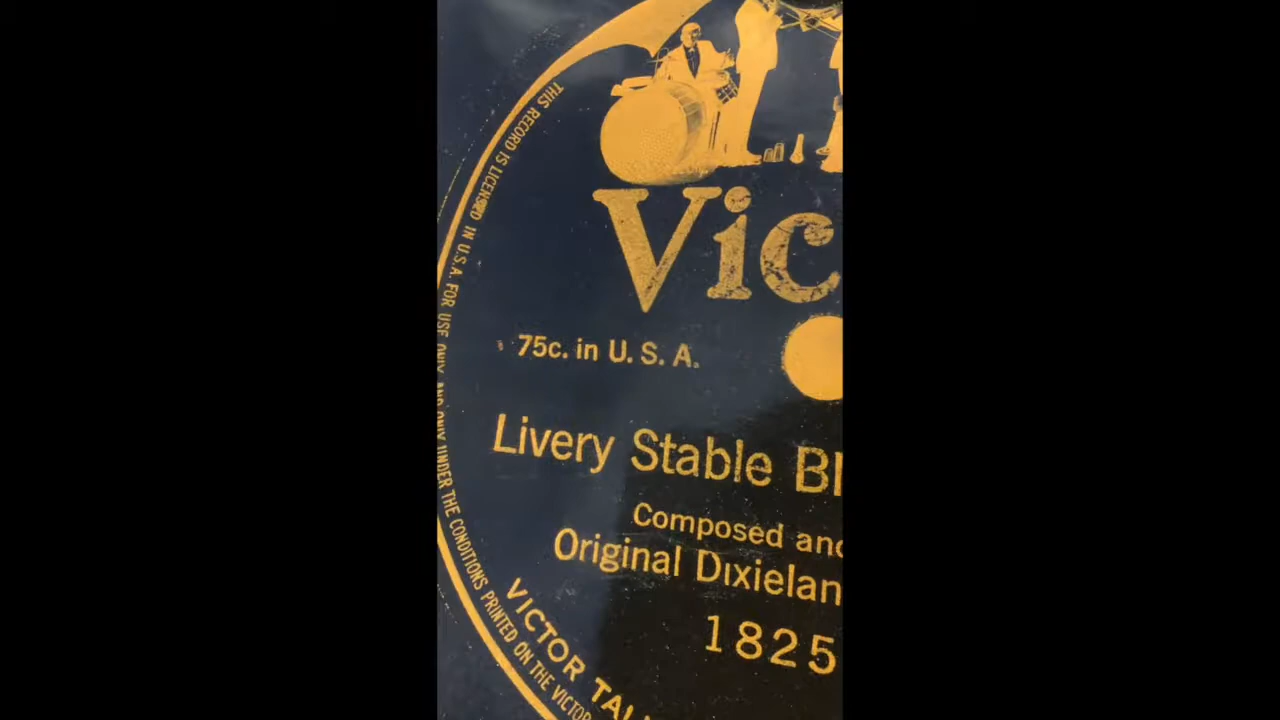 Vic
75c. in U. S. A.
Livery Stable Bl
Composed and
Original Dixielan
1825
VICTOR TAL
THIS RECORD IS LICENSED IN U.S.A. FOR USE ONLY AND ONLY UNDER THE CONDITIONS PRINTED ON THE VICTOR